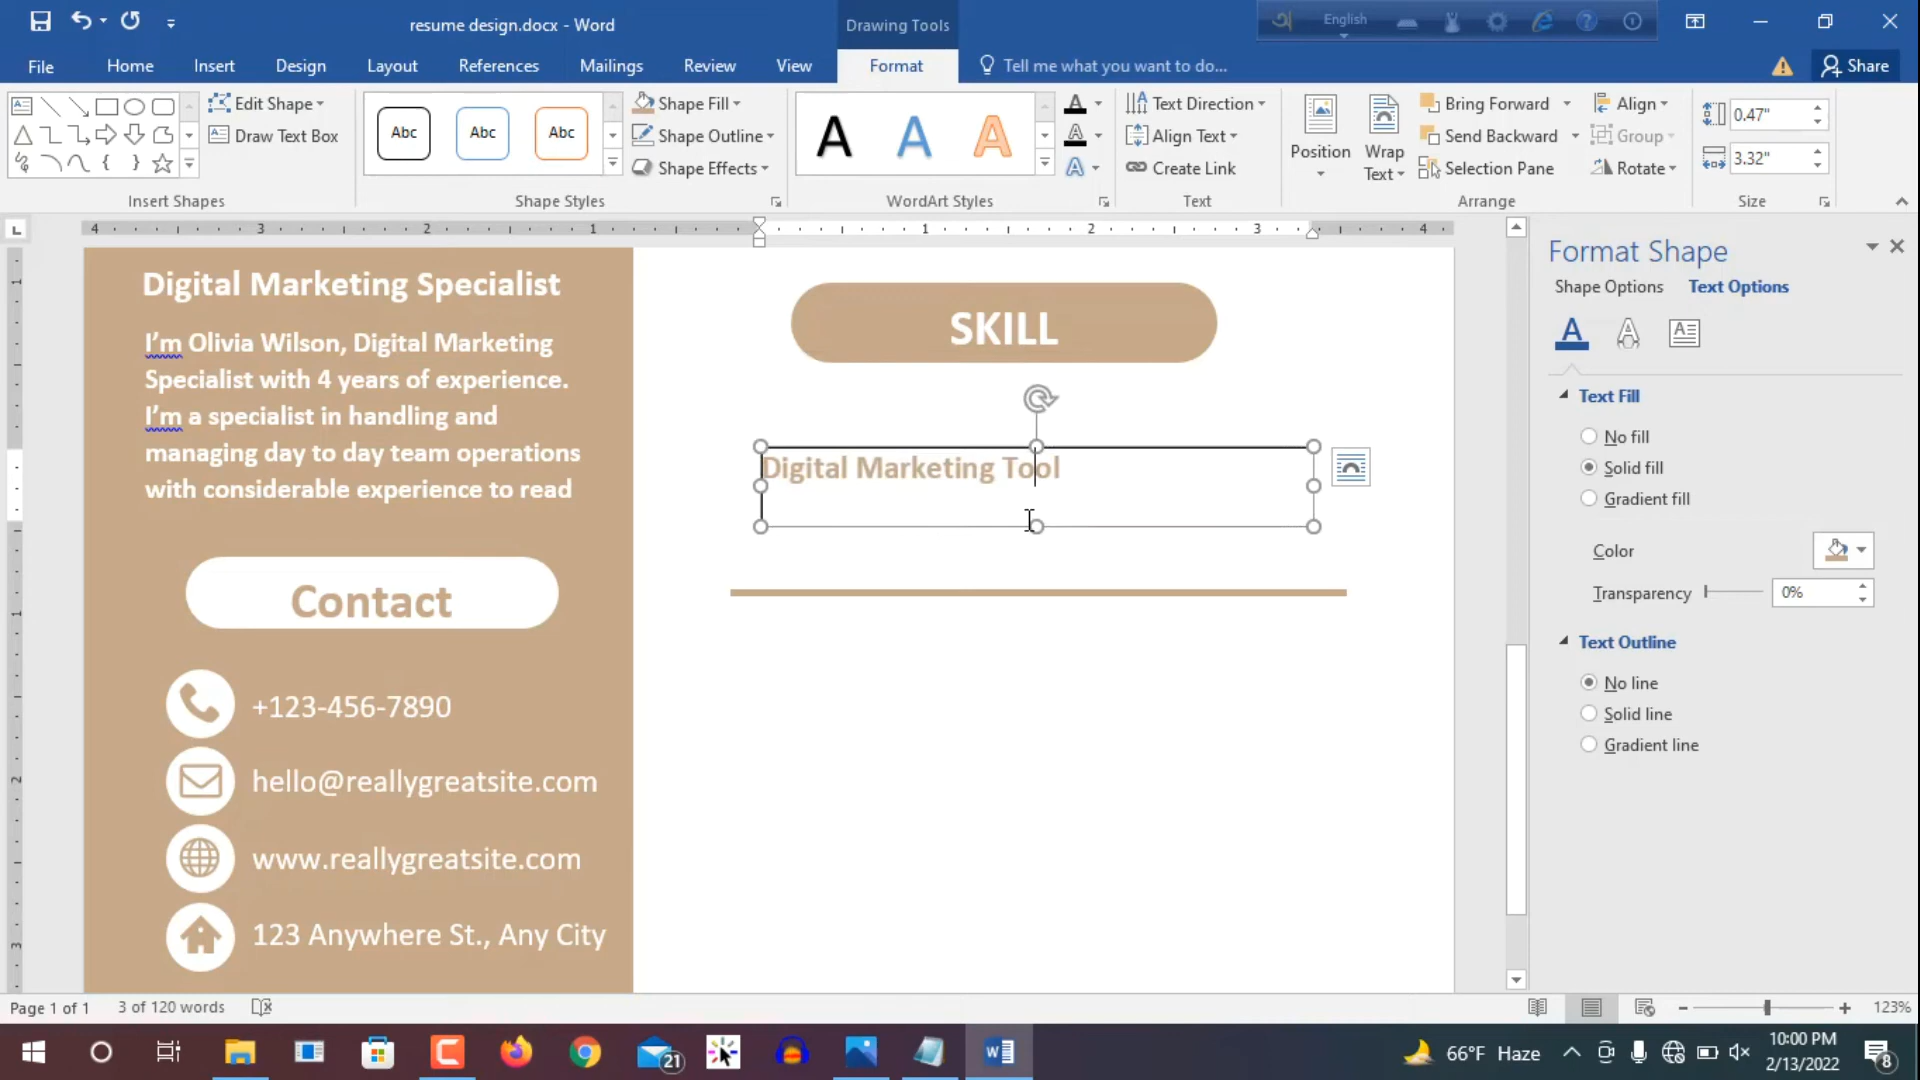 resume design.docx - Word
Drawing Tools
English
File
Home
Insert
Design
Layout
References
Mailings
Review
View
Format
Tell me what you want to do...
Share
Edit Shape
Draw Text Box
Insert Shapes
Abc
Abc
Abc
Shape Fill
Shape Outline
Shape Effects
Shape Styles
A
A
A
WordArt Styles
Text Direction
Align Text
Create Link
Text
Position
Wrap
Text
Bring Forward
Send Backward
Selection Pane
Align
Group
Rotate
Arrange
0.47"
3.32"
Size
4 3 2 1 1 2 3 4
Digital Marketing Specialist
I'm Olivia Wilson, Digital Marketing
Specialist with 4 years of experience.
I'm a specialist in handling and
managing day to day team operations
with considerable experience to read
Contact
+123-456-7890
hello@reallygreatsite.com
www.reallygreatsite.com
123 Anywhere St., Any City
SKILL
Digital Marketing Tool
Format Shape
Shape Options
Text Options
Text Fill
No fill
Solid fill
Gradient fill
Color
Transparency
0%
Text Outline
No line
Solid line
Gradient line
Page 1 of 1
3 of 120 words
123%
21
66°F Haze
10:00 PM
2/13/2022
8